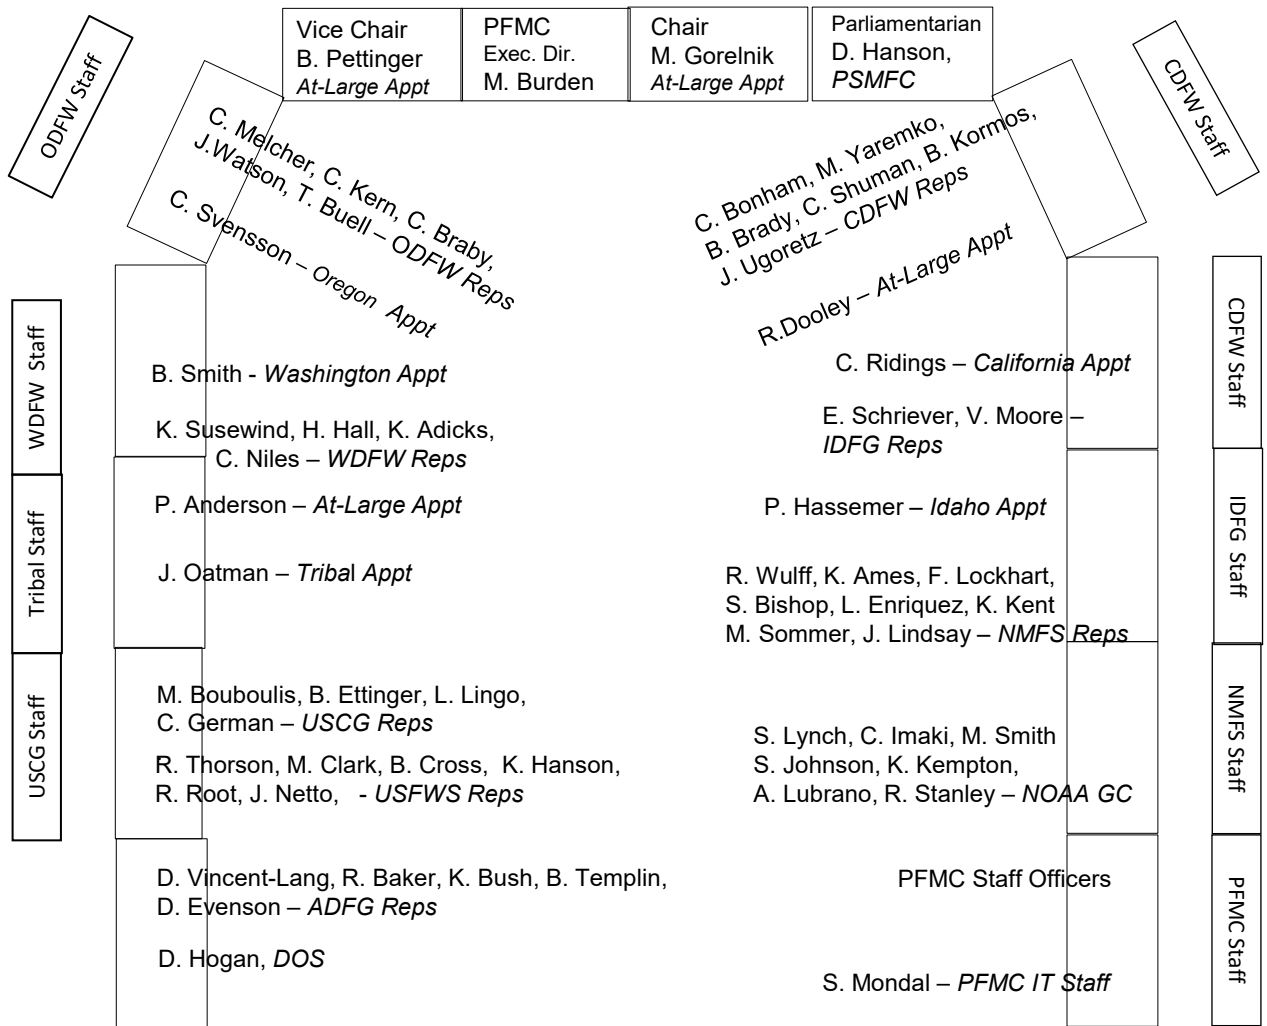 Vice Chair
B. Pettinger
At-Large Appt
PFMC
Exec. Dir.
M. Burden
Chair
M. Gorelnik
At-Large Appt
Parliamentarian
D. Hanson,
PSMFC
ODFW Staff
CDFW Staff
C. Melcher, C. Kern, C. Braby,
J.Watson, T. Buell – ODFW Reps
C. Svensson – Oregon Appt
C. Bonham, M. Yaremko,
B. Brady, C. Shuman, B. Kormos,
J. Ugoretz – CDFW Reps
R.Dooley – At-Large Appt
WDFW Staff
B. Smith - Washington Appt
K. Susewind, H. Hall, K. Adicks,
C. Niles – WDFW Reps
C. Ridings – California Appt
E. Schriever, V. Moore –
IDFG Reps
CDFW Staff
Tribal Staff
P. Anderson – At-Large Appt
J. Oatman – Tribal Appt
P. Hassemer – Idaho Appt
R. Wulff, K. Ames, F. Lockhart,
S. Bishop, L. Enriquez, K. Kent
M. Sommer, J. Lindsay – NMFS Reps
IDFG Staff
USCG Staff
M. Bouboulis, B. Ettinger, L. Lingo,
C. German – USCG Reps
R. Thorson, M. Clark, B. Cross, K. Hanson,
R. Root, J. Netto, - USFWS Reps
S. Lynch, C. Imaki, M. Smith
S. Johnson, K. Kempton,
A. Lubrano, R. Stanley – NOAA GC
NMFS Staff
D. Vincent-Lang, R. Baker, K. Bush, B. Templin,
D. Evenson – ADFG Reps
D. Hogan, DOS
PFMC Staff Officers
S. Mondal – PFMC IT Staff
PFMC Staff